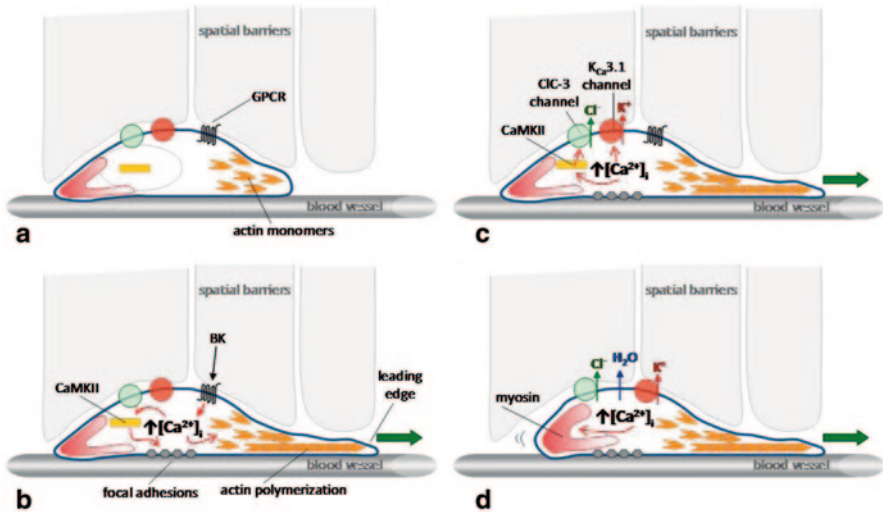 spatial barriers
GPCR
blood vessel
actin monomers
a
spatial barriers
K_Ca3.1
channel
ClC-3
channel
Cl⁻
K⁺
CaMKII
↑[Ca²⁺]ᵢ
blood vessel
c
spatial barriers
BK
CaMKII
leading
edge
↑[Ca²⁺]ᵢ
blood vessel
focal adhesions
actin polymerization
b
spatial barriers
Cl⁻
H₂O
K⁺
myosin
↑[Ca²⁺]ᵢ
blood vessel
d